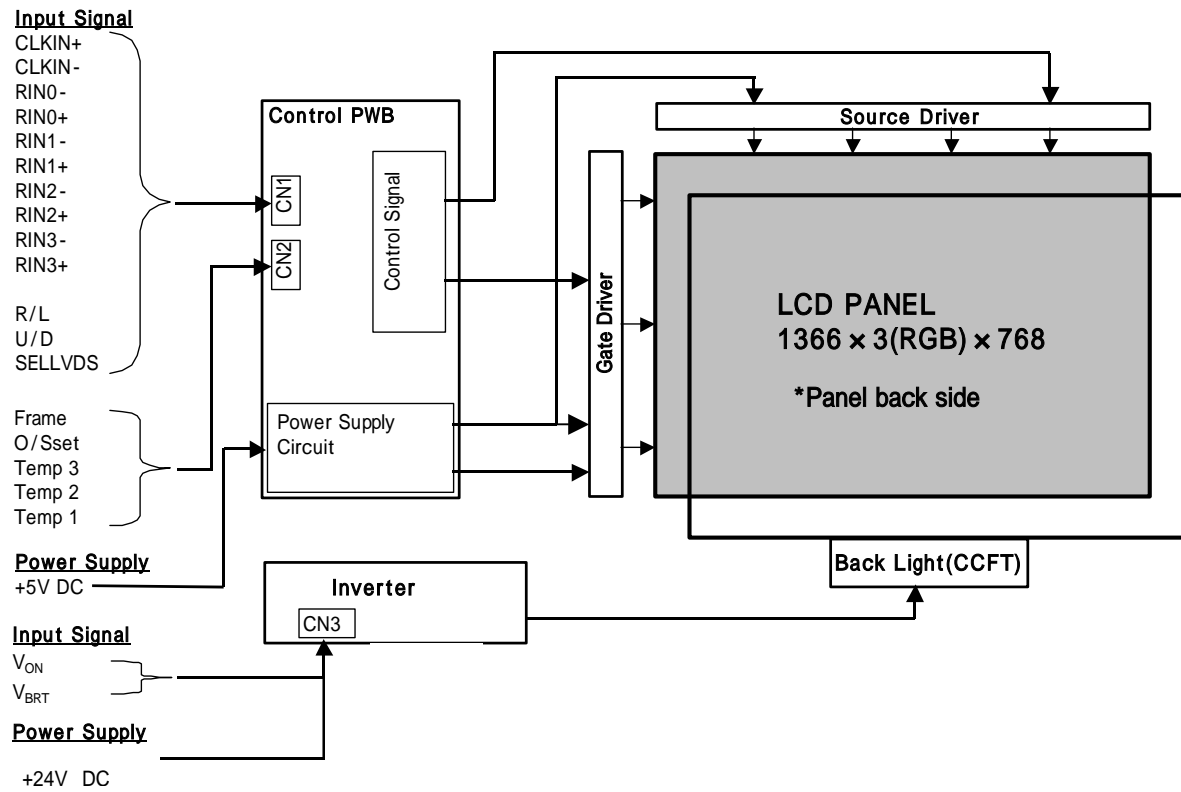 Input Signal
CLKIN+
CLKIN-
RIN0-
RIN0+
RIN1-
RIN1+
RIN2-
RIN2+
RIN3-
RIN3+
R/L
U/D
SELLVDS
Frame
O/Sset
Temp 3
Temp 2
Temp 1
Power Supply
+5V DC
Input Signal
VON
VBRT
Power Supply
+24V DC
Control PWB
CN1
CN2
Control Signal
Power Supply
Circuit
Inverter
CN3
Gate Driver
Source Driver
LCD PANEL
1366 × 3(RGB) × 768
*Panel back side
Back Light(CCFT)